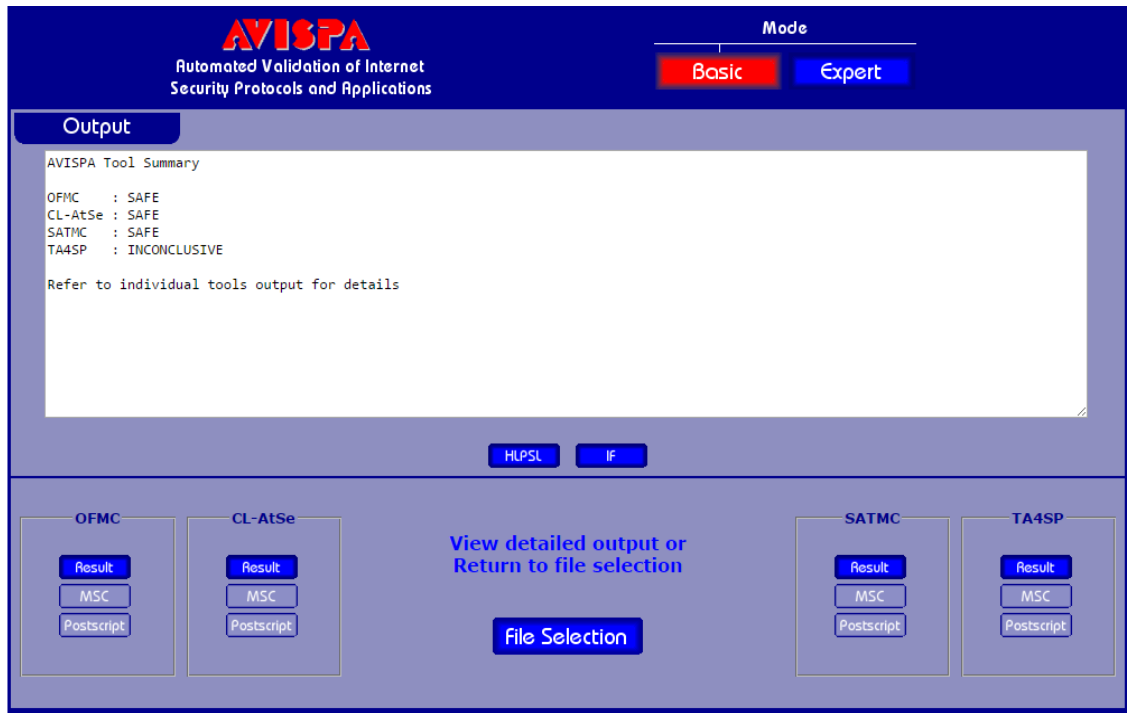 AVISPA
Automated Validation of Internet
Security Protocols and Applications
Mode
Basic
Expert
Output
AVISPA Tool Summary
OFMC    : SAFE
CL-AtSe : SAFE
SATMC   : SAFE
TA4SP   : INCONCLUSIVE
Refer to individual tools output for details
HLPSL
IF
OFMC
Result
MSC
Postscript
CL-AtSe
Result
MSC
Postscript
View detailed output or
Return to file selection
File Selection
SATMC
Result
MSC
Postscript
TA4SP
Result
MSC
Postscript